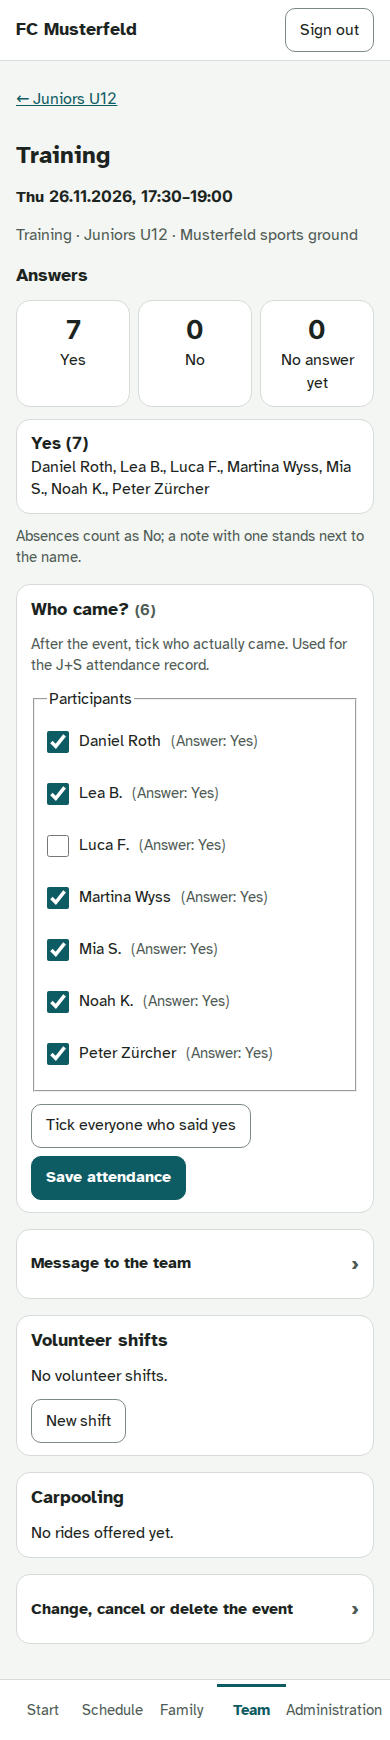 FC Musterfeld
Sign out
← Juniors U12
Training
Thu 26.11.2026, 17:30–19:00
Training · Juniors U12 · Musterfeld sports ground
Answers
7
Yes
0
No
0
No answer
yet
Yes (7)
Daniel Roth, Lea B., Luca F., Martina Wyss, Mia
S., Noah K., Peter Zürcher
Absences count as No; a note with one stands next to
the name.
Who came? (6)
After the event, tick who actually came. Used for
the J+S attendance record.
Participants
Daniel Roth (Answer: Yes)
Lea B. (Answer: Yes)
Luca F. (Answer: Yes)
Martina Wyss (Answer: Yes)
Mia S. (Answer: Yes)
Noah K. (Answer: Yes)
Peter Zürcher (Answer: Yes)
Tick everyone who said yes
Save attendance
Message to the team ›
Volunteer shifts
No volunteer shifts.
New shift
Carpooling
No rides offered yet.
Change, cancel or delete the event ›
Start Schedule Family Team Administration